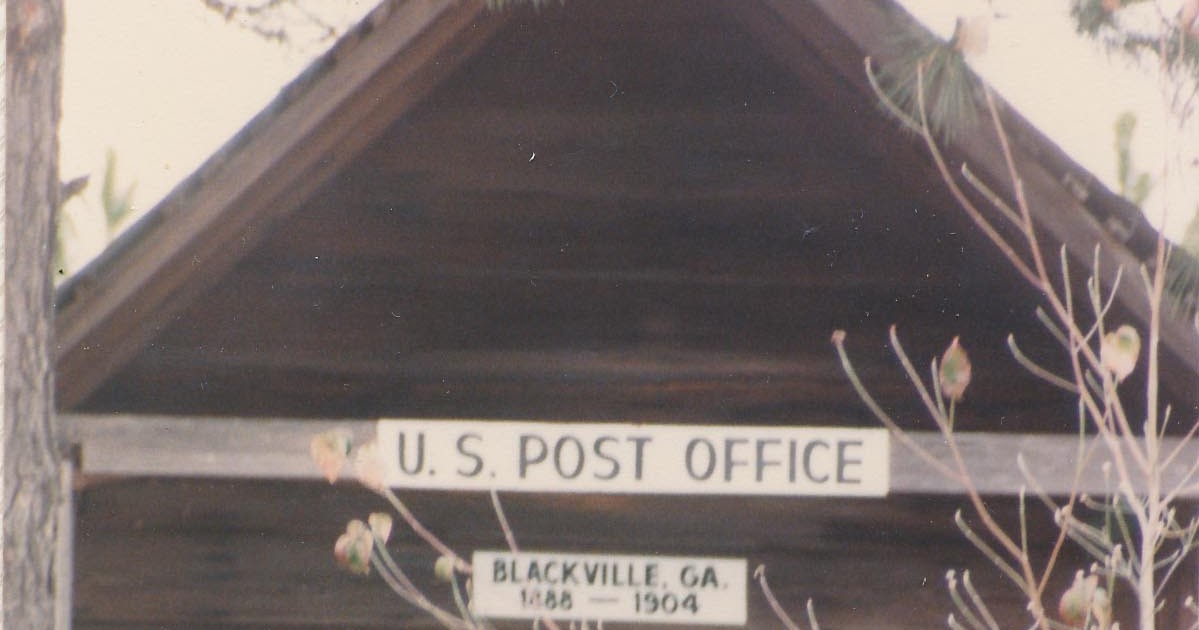 U. S. POST OFFICE
BLACKVILLE, GA.
1888 — 1904